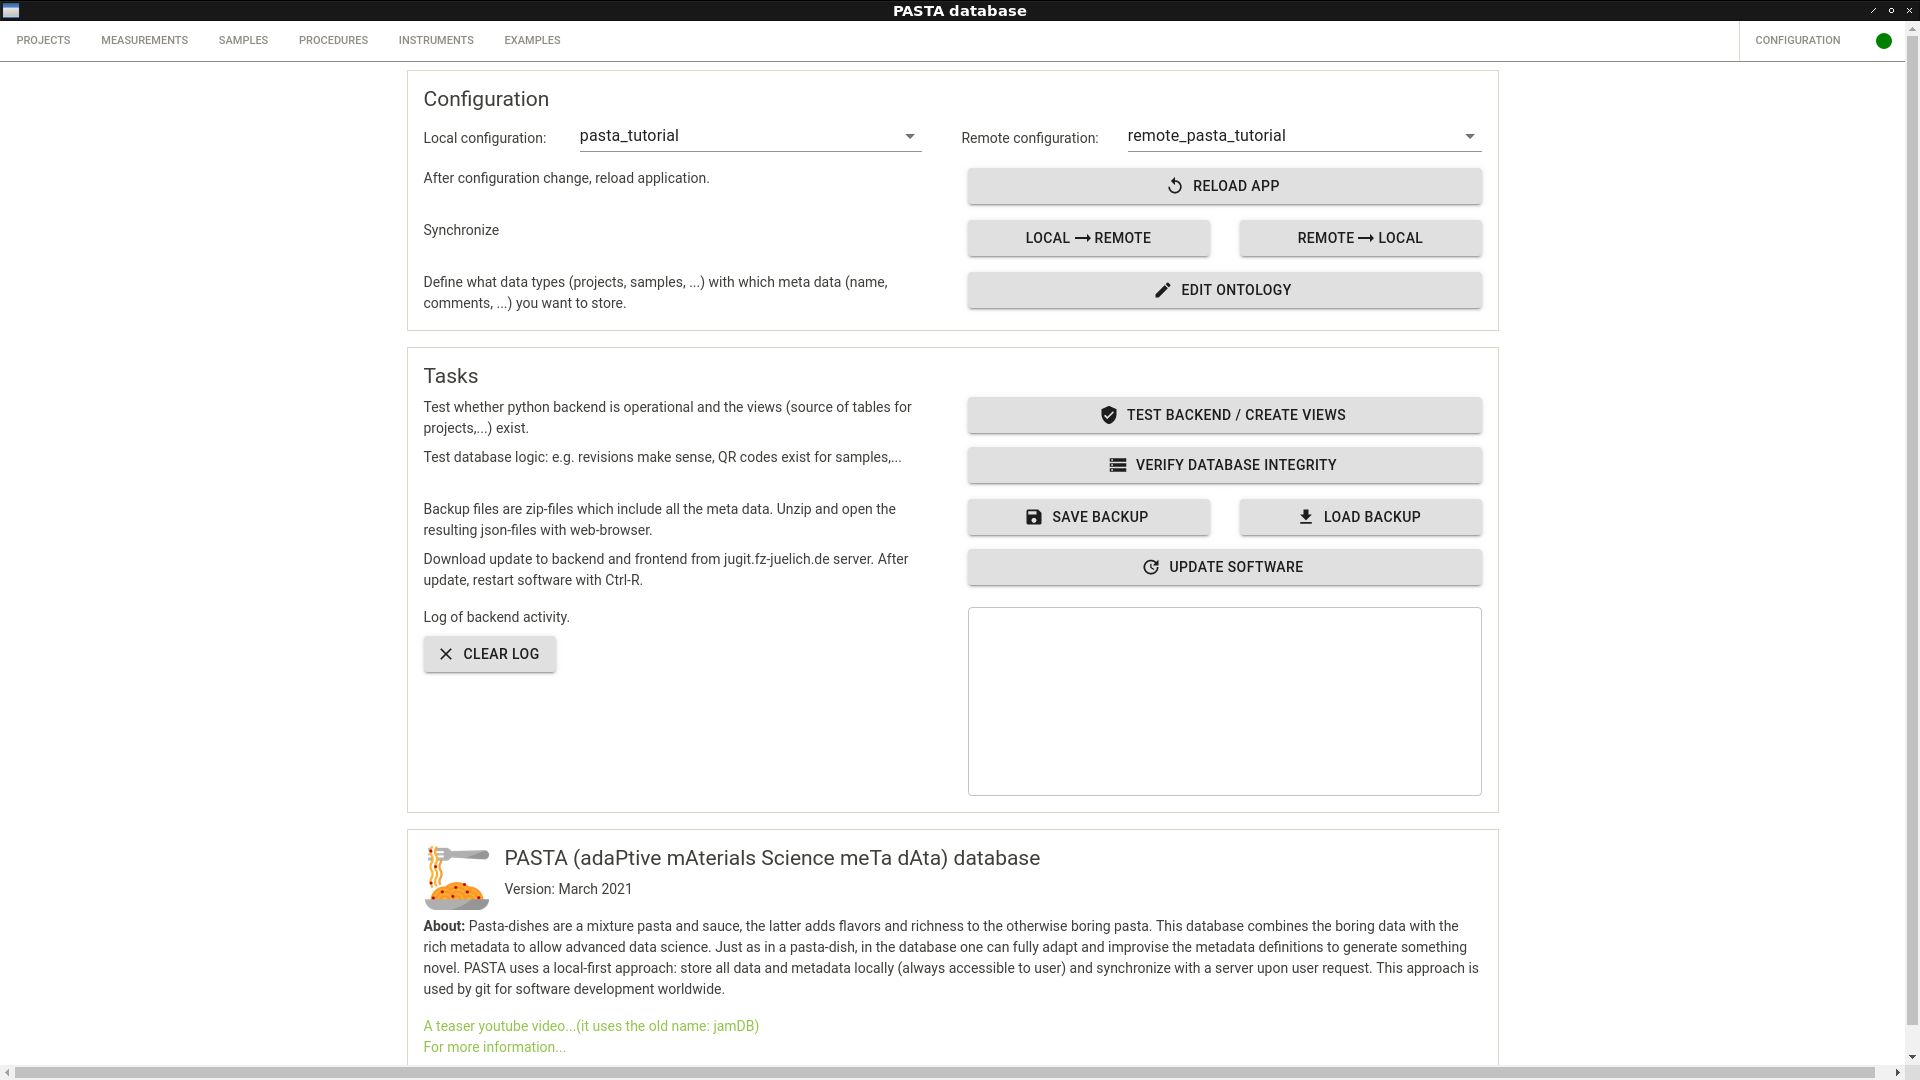 PASTA database
PROJECTS MEASUREMENTS SAMPLES PROCEDURES INSTRUMENTS EXAMPLES CONFIGURATION
Configuration
Local configuration: pasta_tutorial Remote configuration: remote_pasta_tutorial
After configuration change, reload application. RELOAD APP
Synchronize LOCAL → REMOTE REMOTE → LOCAL
Define what data types (projects, samples, ...) with which meta data (name,
comments, ...) you want to store.
EDIT ONTOLOGY
Tasks
Test whether python backend is operational and the views (source of tables for
projects,...) exist.
TEST BACKEND / CREATE VIEWS
Test database logic: e.g. revisions make sense, QR codes exist for samples,...
VERIFY DATABASE INTEGRITY
Backup files are zip-files which include all the meta data. Unzip and open the
resulting json-files with web-browser.
SAVE BACKUP LOAD BACKUP
Download update to backend and frontend from jugit.fz-juelich.de server. After
update, restart software with Ctrl-R.
UPDATE SOFTWARE
Log of backend activity.
CLEAR LOG
PASTA (adaPtive mAterials Science meTa dAta) database
Version: March 2021
About: Pasta-dishes are a mixture pasta and sauce, the latter adds flavors and richness to the otherwise boring pasta. This database combines the boring data with the
rich metadata to allow advanced data science. Just as in a pasta-dish, in the database one can fully adapt and improvise the metadata definitions to generate something
novel. PASTA uses a local-first approach: store all data and metadata locally (always accessible to user) and synchronize with a server upon user request. This approach is
used by git for software development worldwide.
A teaser youtube video...(it uses the old name: jamDB)
For more information...